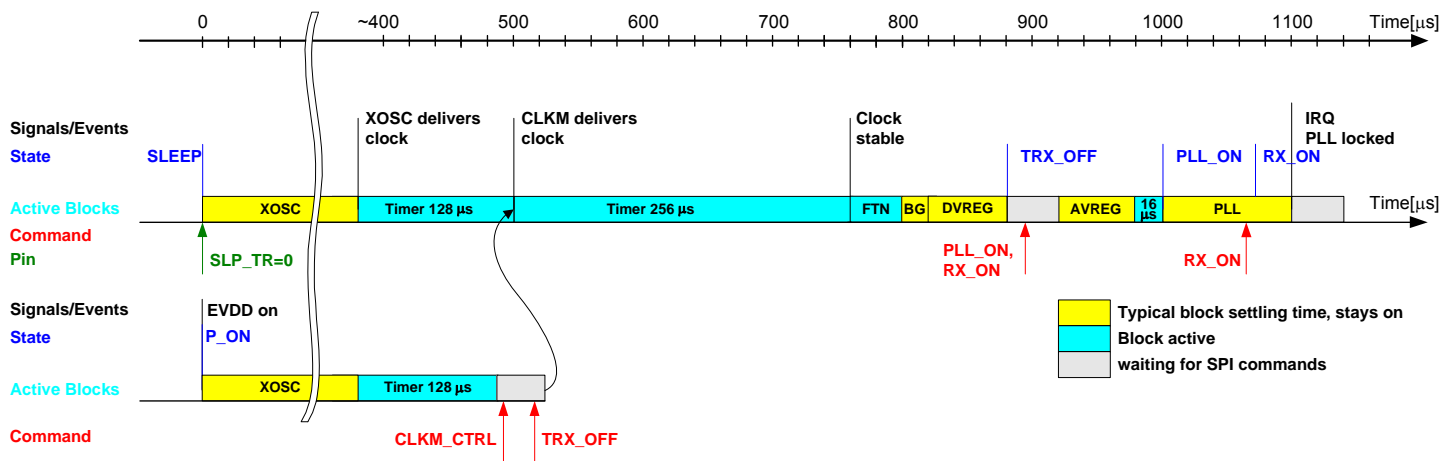 0 ~400 500 600 700 800 900 1000 1100 Time[μs]
XOSC delivers clock
CLKM delivers clock
Clock stable
IRQ
PLL locked
Signals/Events
State SLEEP TRX_OFF PLL_ON RX_ON
Active Blocks XOSC Timer 128 μs Timer 256 μs FTN BG DVREG AVREG 16 μs PLL Time[μs]
Command PLL_ON, RX_ON RX_ON
Pin SLP_TR=0
Signals/Events EVDD on
State P_ON
Active Blocks XOSC Timer 128 μs
Command CLKM_CTRL TRX_OFF
Typical block settling time, stays on
Block active
waiting for SPI commands